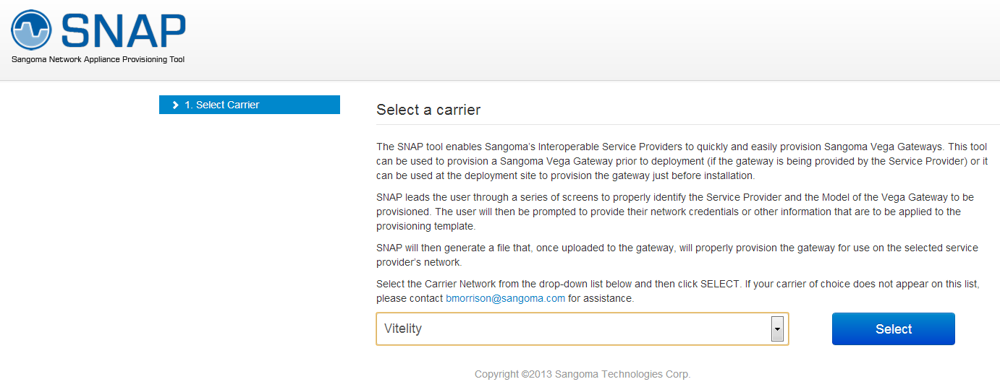 SNAP
Sangoma Network Appliance Provisioning Tool
1. Select Carrier
Select a carrier
The SNAP tool enables Sangoma's Interoperable Service Providers to quickly and easily provision Sangoma Vega Gateways. This tool
can be used to provision a Sangoma Vega Gateway prior to deployment (if the gateway is being provided by the Service Provider) or it
can be used at the deployment site to provision the gateway just before installation.
SNAP leads the user through a series of screens to properly identify the Service Provider and the Model of the Vega Gateway to be
provisioned. The user will then be prompted to provide their network credentials or other information that are to be applied to the
provisioning template.
SNAP will then generate a file that, once uploaded to the gateway, will properly provision the gateway for use on the selected service
provider's network.
Select the Carrier Network from the drop-down list below and then click SELECT. If your carrier of choice does not appear on this list,
please contact bmorrison@sangoma.com for assistance.
Vitelity
Select
Copyright ©2013 Sangoma Technologies Corp.